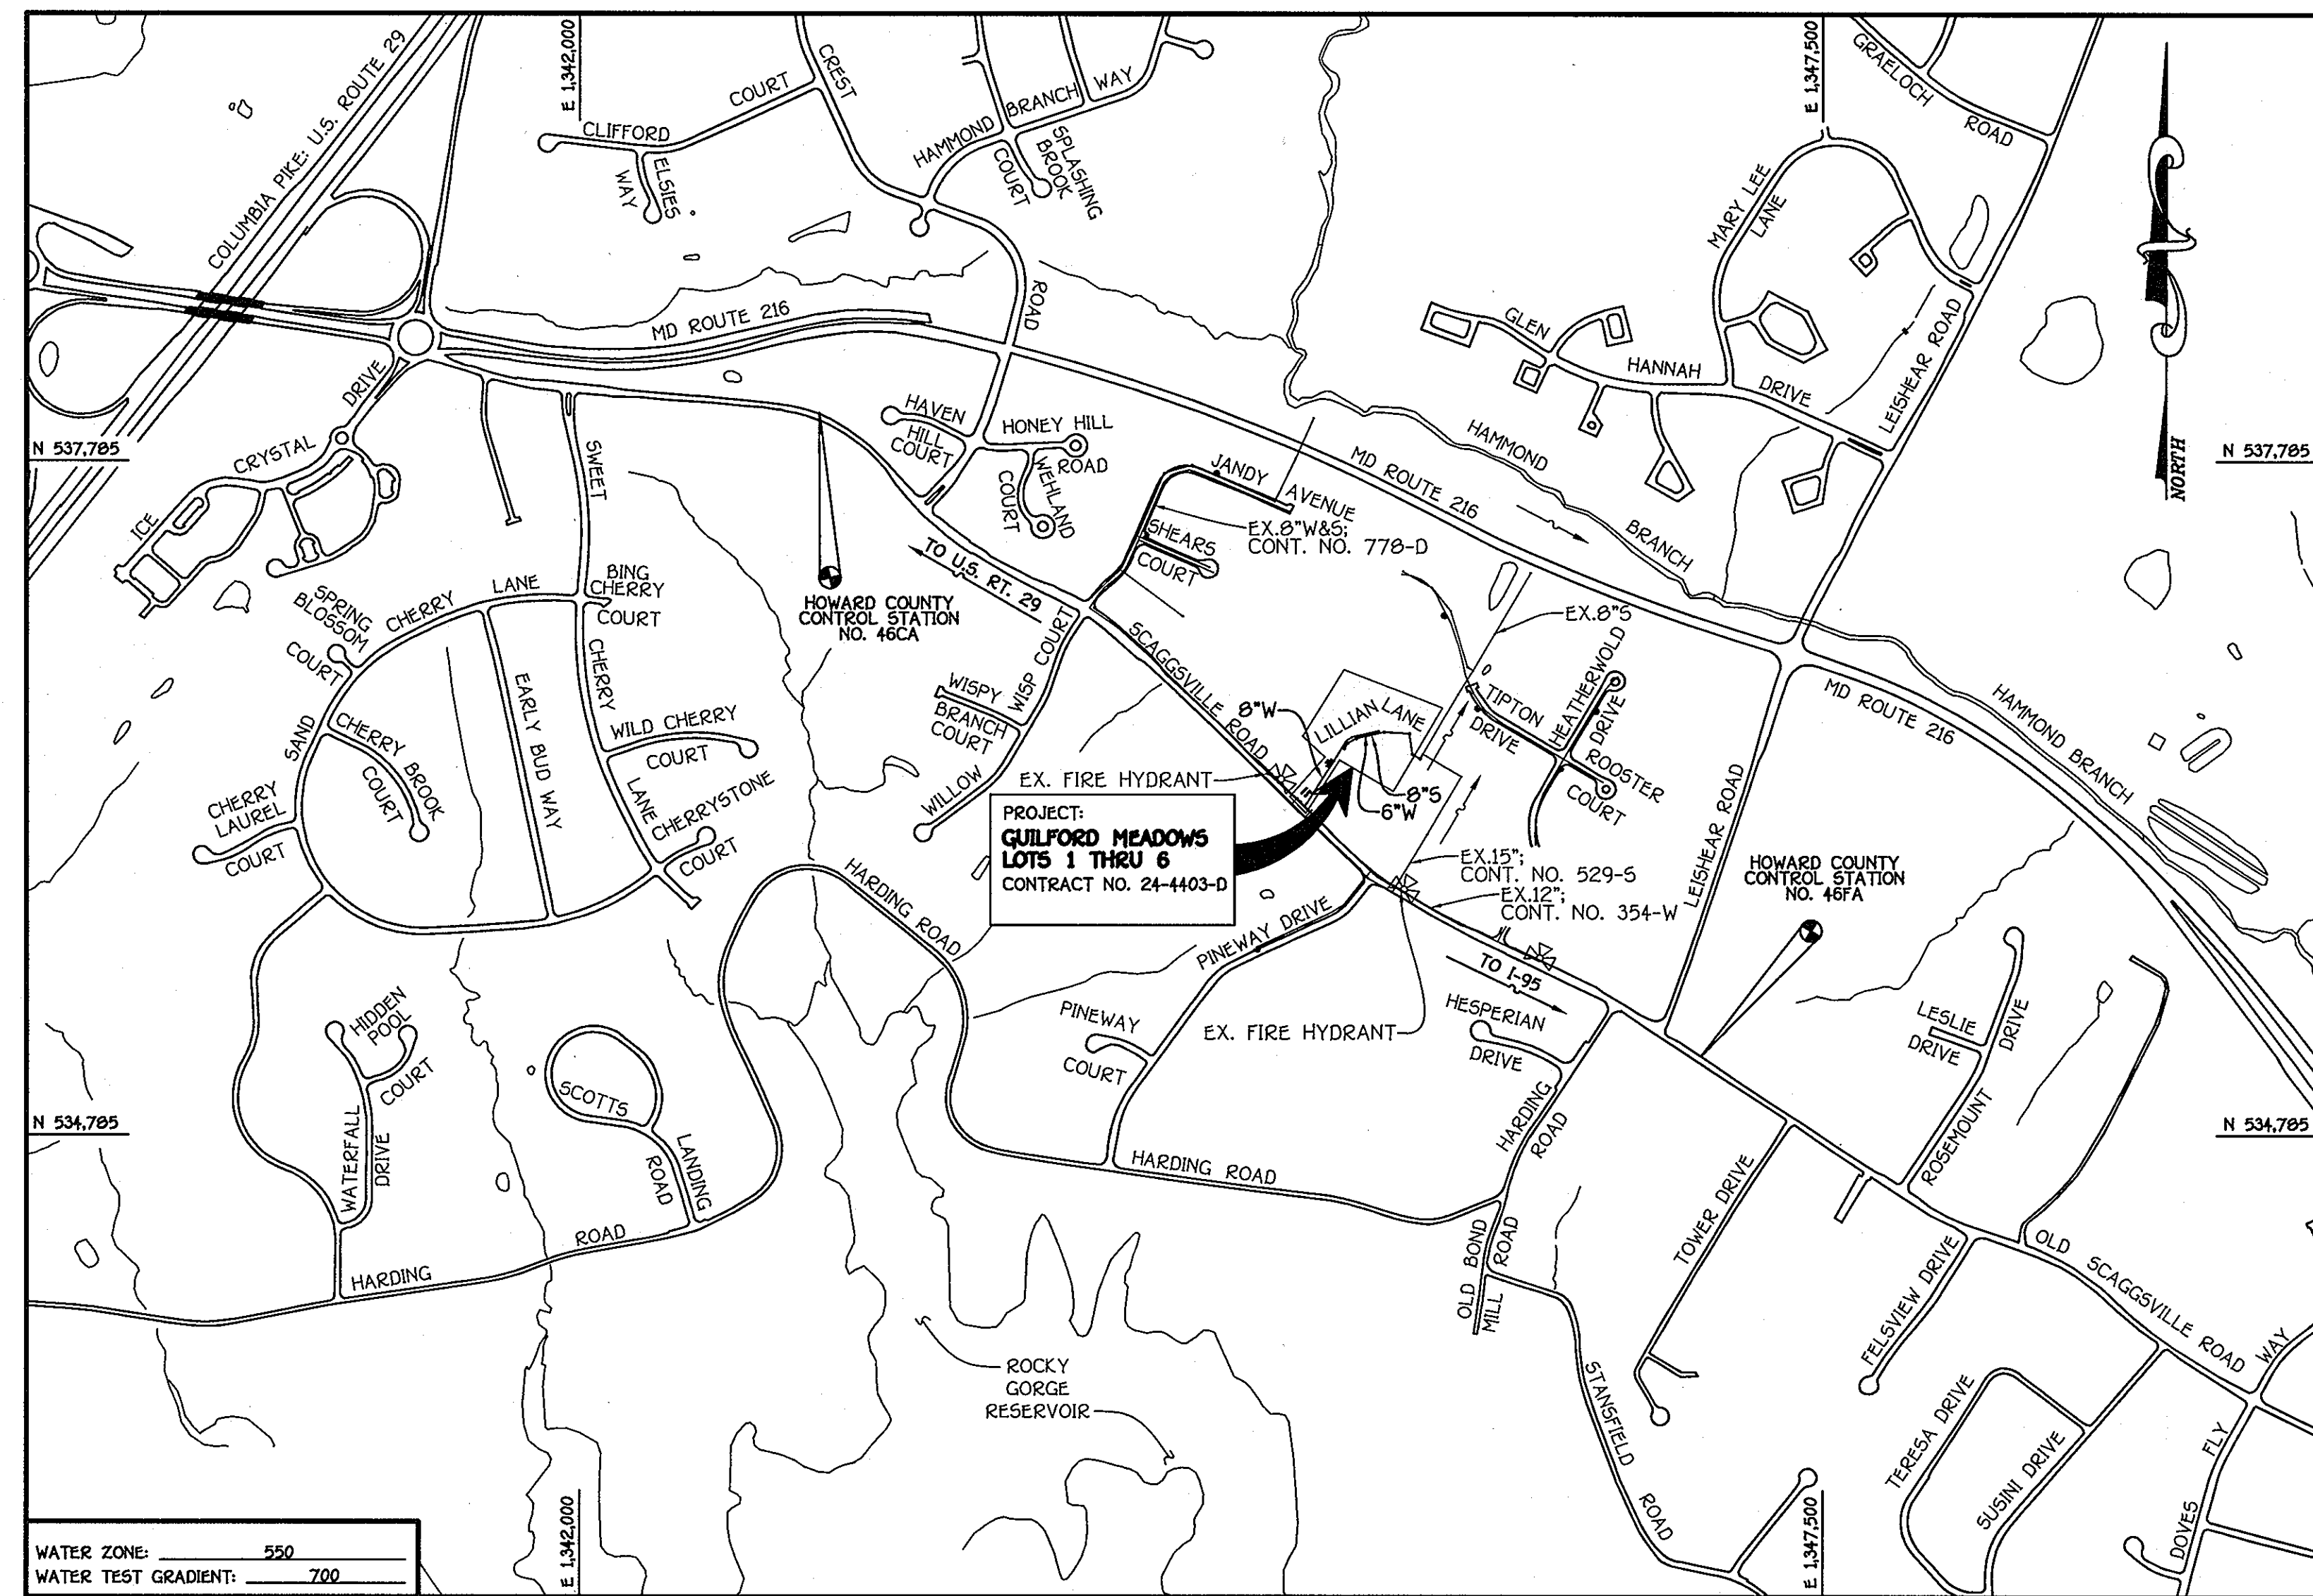 COLUMBIA PIKE: U.S. ROUTE 29
E 1,342,000
CREST
COURT
CLIFFORD
ELSIES
WAY
HAMMOND BRANCH WAY
SPLASHING
BROOK
COURT
ROAD
E 1,347,500
GRAELOCH
ROAD
MARY LEE
LANE
LEISHEAR ROAD
GLEN
HANNAH
DRIVE
NORTH
N 537,785
N 537,785
MD ROUTE 216
DRIVE
CRYSTAL
ICE
SWEET
HAVEN
HILL
COURT
HONEY HILL
ROAD
WEHLAND
COURT
JANDY
AVENUE
MD ROUTE 216
HAMMOND
BRANCH
EX.8"W&S;
CONT. NO. 778-D
SHEARS
COURT
TO U.S. RT. 29
HOWARD COUNTY
CONTROL STATION
NO. 46CA
LANE
CHERRY
SPRING
BLOSSOM
COURT
BING
CHERRY
COURT
CHERRY
EARLY BUD WAY
SAND
CHERRY BROOK
COURT
WILD CHERRY
COURT
LANE
CHERRYSTONE
COURT
CHERRY
LAUREL
COURT
SCAGGSVILLE ROAD
WISP COURT
WISPY
BRANCH
COURT
WILLOW
EX. FIRE HYDRANT
8"W
LILLIAN LANE
8"S
6"W
EX.8"S
TIPTON
DRIVE
HEATHERWOLD
DRIVE
ROOSTER
COURT
MD ROUTE 216
HAMMOND BRANCH
LEISHEAR ROAD
PROJECT:
GUILFORD MEADOWS
LOTS 1 THRU 6
CONTRACT NO. 24-4403-D
EX.15";
CONT. NO. 529-S
EX.12";
CONT. NO. 354-W
HOWARD COUNTY
CONTROL STATION
NO. 46FA
HARDING ROAD
PINEWAY DRIVE
TO I-95
EX. FIRE HYDRANT
PINEWAY
COURT
HESPERIAN
DRIVE
HARDING
ROAD
LESLIE
DRIVE
DRIVE
ROSEMOUNT
HIDDEN
POOL
COURT
WATERFALL
DRIVE
SCOTTS
LANDING
ROAD
N 534,785
N 534,785
HARDING ROAD
HARDING
ROAD
OLD BOND
MILL ROAD
TOWER DRIVE
FELSVIEW DRIVE
OLD
SCAGGSVILLE ROAD
WAY
FLY
DOVES
ROCKY
GORGE
RESERVOIR
STANSFIELD
ROAD
TERESA DRIVE
SUSINI DRIVE
E 1,342,000
E 1,347,500
WATER ZONE: 550
WATER TEST GRADIENT: 700